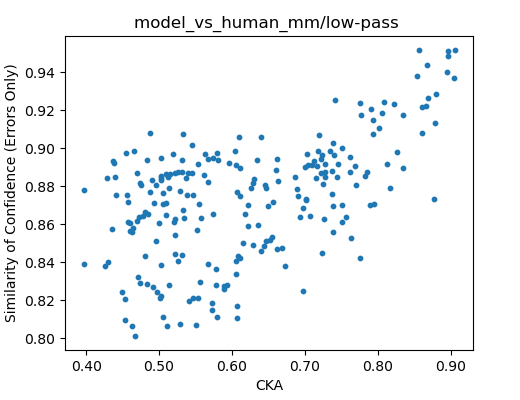 model_vs_human_mm/low-pass
Similarity of Confidence (Errors Only)
0.94
0.92
0.90
0.88
0.86
0.84
0.82
0.80
0.40 0.50 0.60 0.70 0.80 0.90
CKA